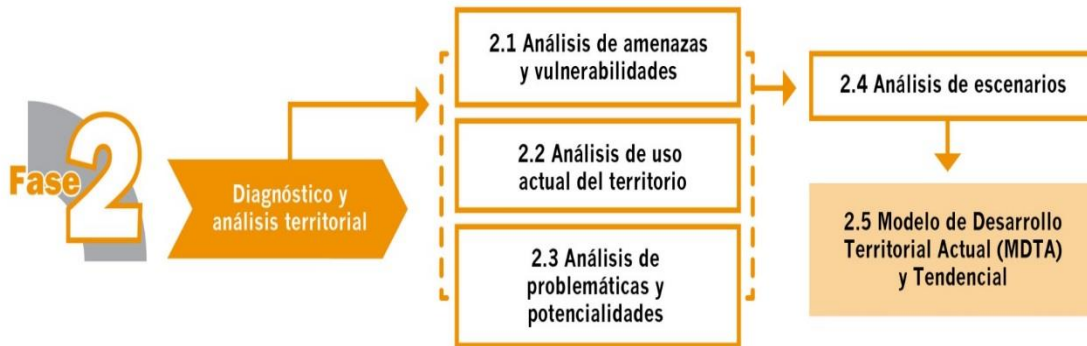 Fase 2
Diagnóstico y
análisis territorial
2.1 Análisis de amenazas
y vulnerabilidades
2.2 Análisis de uso
actual del territorio
2.3 Análisis de
problemáticas y
potencialidades
2.4 Análisis de escenarios
2.5 Modelo de Desarrollo
Territorial Actual (MDTA)
y Tendencial